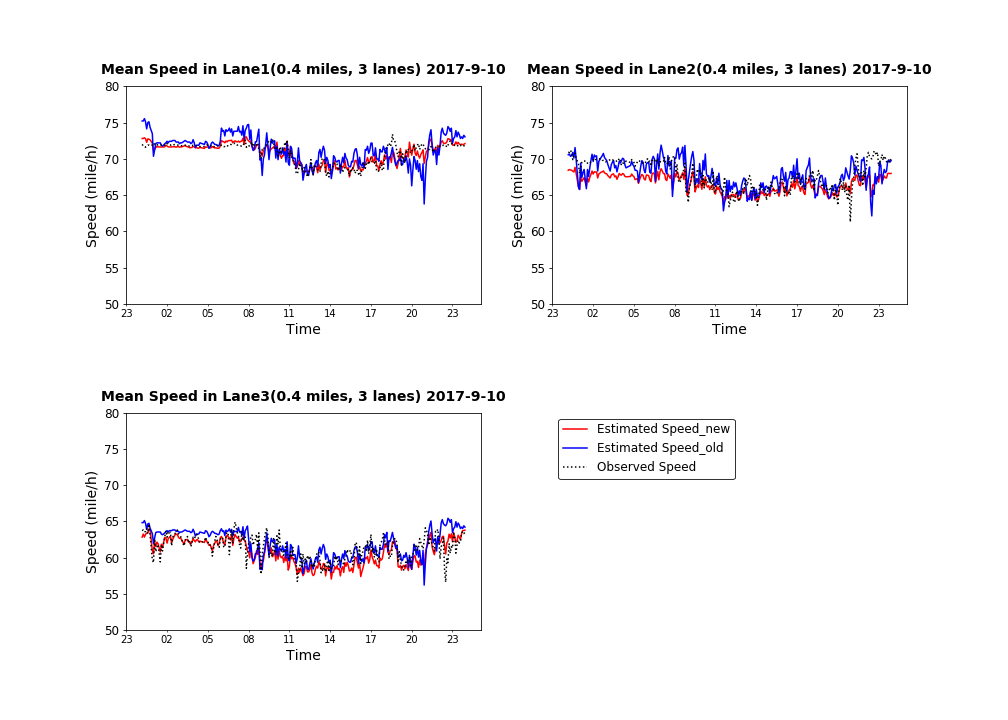 Mean Speed in Lane1(0.4 miles, 3 lanes) 2017-9-10
80
75
70
65
60
55
50
Speed (mile/h)
23 02 05 08 11 14 17 20 23
Time
Mean Speed in Lane2(0.4 miles, 3 lanes) 2017-9-10
80
75
70
65
60
55
50
Speed (mile/h)
23 02 05 08 11 14 17 20 23
Time
Mean Speed in Lane3(0.4 miles, 3 lanes) 2017-9-10
80
75
70
65
60
55
50
Speed (mile/h)
23 02 05 08 11 14 17 20 23
Time
Estimated Speed_new
Estimated Speed_old
Observed Speed